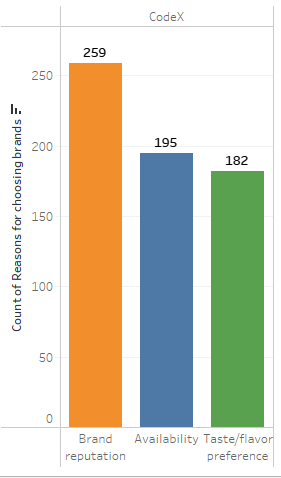 CodeX
Count of Reasons for choosing brands
250
200
150
100
50
0
259
195
182
Brand
reputation
Availability
Taste/flavor
preference